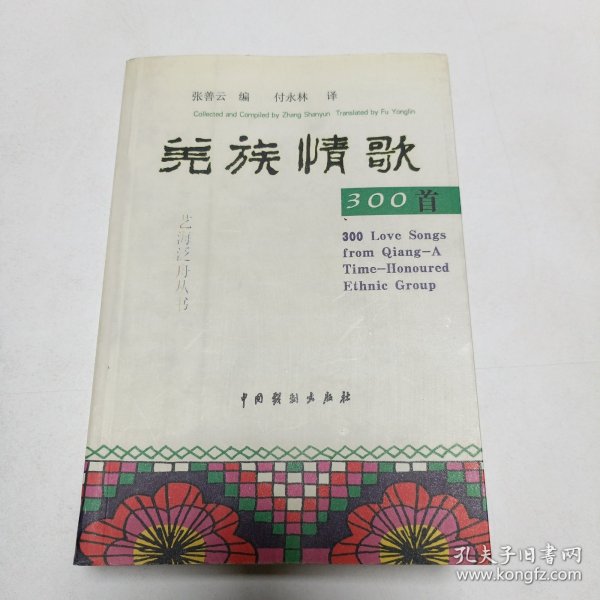 张善云 编 付永林 译
Collected and Compiled by Zhang Shanyun Translated by Fu Yonglin
羌族情歌
300首
300 Love Songs
from Qiang-A
Time-Honoured
Ethnic Group
艺海泛舟丛书
中国戏剧出版社
孔夫子旧书网
www.kongfz.com